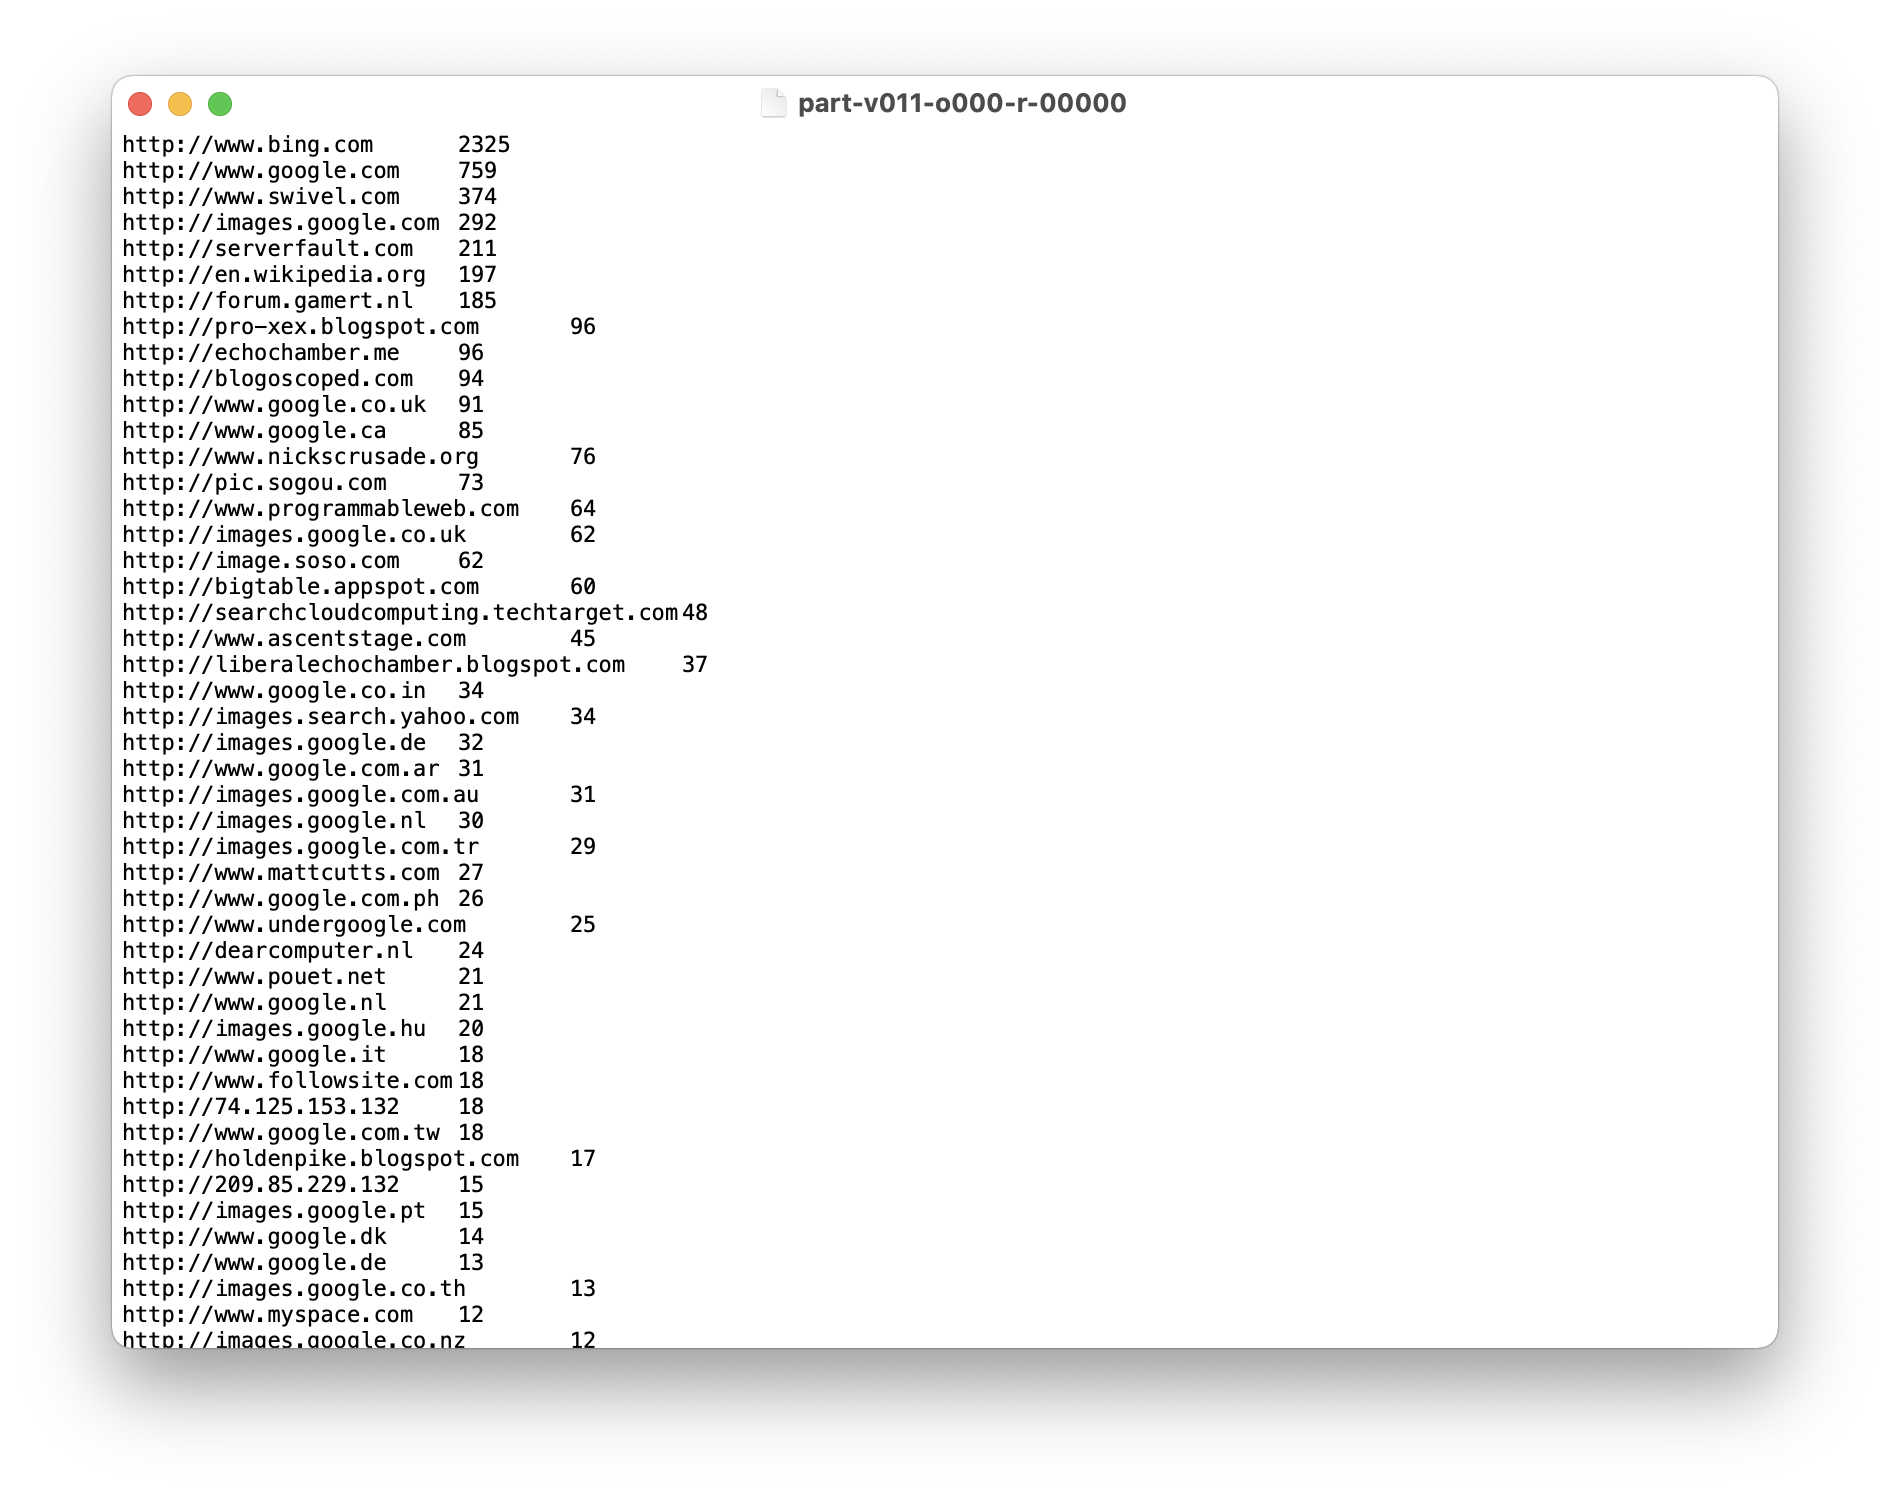 part-v011-o000-r-00000
http://www.bing.com 2325
http://www.google.com 759
http://www.swivel.com 374
http://images.google.com 292
http://serverfault.com 211
http://en.wikipedia.org 197
http://forum.gamert.nl 185
http://pro-xex.blogspot.com 96
http://echochamber.me 96
http://blogoscoped.com 94
http://www.google.co.uk 91
http://www.google.ca 85
http://www.nickscrusade.org 76
http://pic.sogou.com 73
http://www.programmableweb.com 64
http://images.google.co.uk 62
http://image.soso.com 62
http://bigtable.appspot.com 60
http://searchcloudcomputing.techtarget.com 48
http://www.ascentstage.com 45
http://liberalechochamber.blogspot.com 37
http://www.google.co.in 34
http://images.search.yahoo.com 34
http://images.google.de 32
http://www.google.com.ar 31
http://images.google.com.au 31
http://images.google.nl 30
http://images.google.com.tr 29
http://www.mattcutts.com 27
http://www.google.com.ph 26
http://www.undergoogle.com 25
http://dearcomputer.nl 24
http://www.pouet.net 21
http://www.google.nl 21
http://images.google.hu 20
http://www.google.it 18
http://www.followsite.com 18
http://74.125.153.132 18
http://www.google.com.tw 18
http://holdenpike.blogspot.com 17
http://209.85.229.132 15
http://images.google.pt 15
http://www.google.dk 14
http://www.google.de 13
http://images.google.co.th 13
http://www.myspace.com 12
http://images.google.co.nz 12